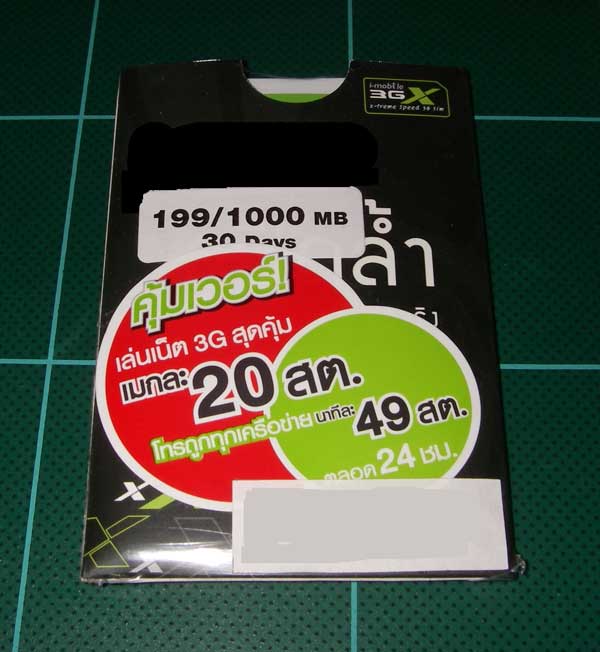 i-mobile
3GX
x-treme speed 3G sim
199/1000 MB
30 Days
ล้ำ
คุ้มเวอร์!
เล่นเน็ต 3G สุดคุ้ม
เมกละ 20 สต.
โทรถูกทุกเครือข่าย นาทีละ 49 สต.
ตลอด 24 ชม.